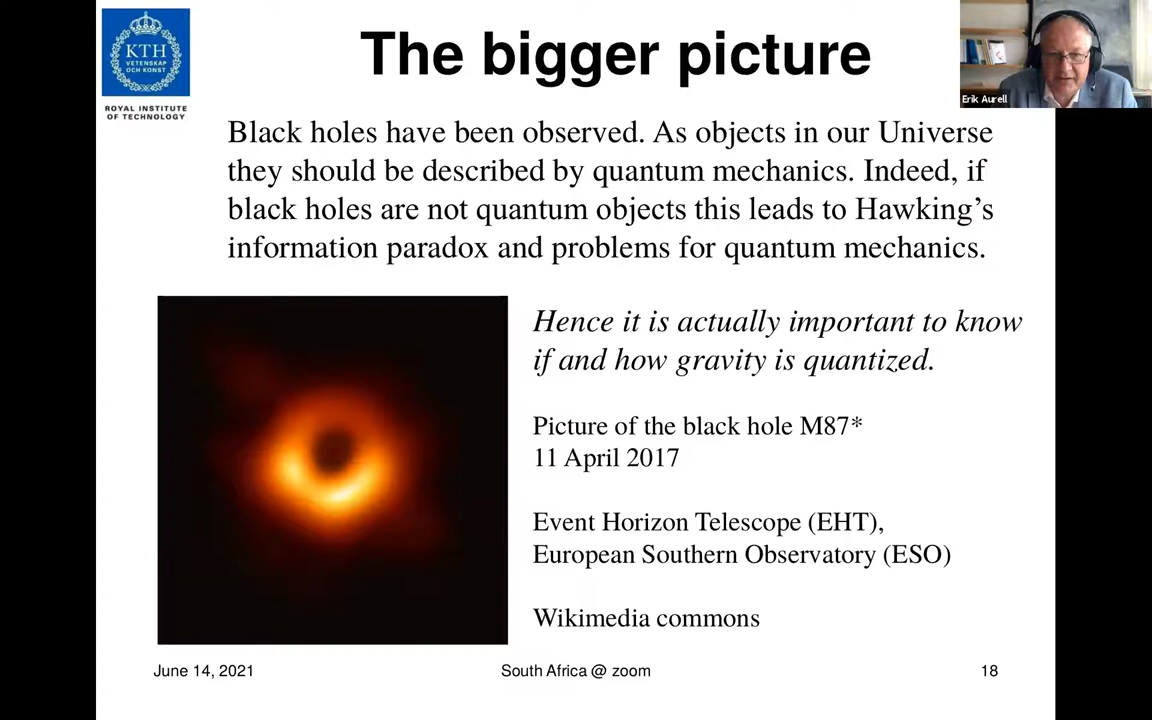 KTH
VETENSKAP
OCH KONST
ROYAL INSTITUTE
OF TECHNOLOGY
The bigger picture
Erik Aurell
Black holes have been observed. As objects in our Universe
they should be described by quantum mechanics. Indeed, if
black holes are not quantum objects this leads to Hawking’s
information paradox and problems for quantum mechanics.
Hence it is actually important to know
if and how gravity is quantized.
Picture of the black hole M87*
11 April 2017
Event Horizon Telescope (EHT),
European Southern Observatory (ESO)
Wikimedia commons
June 14, 2021
South Africa @ zoom
18